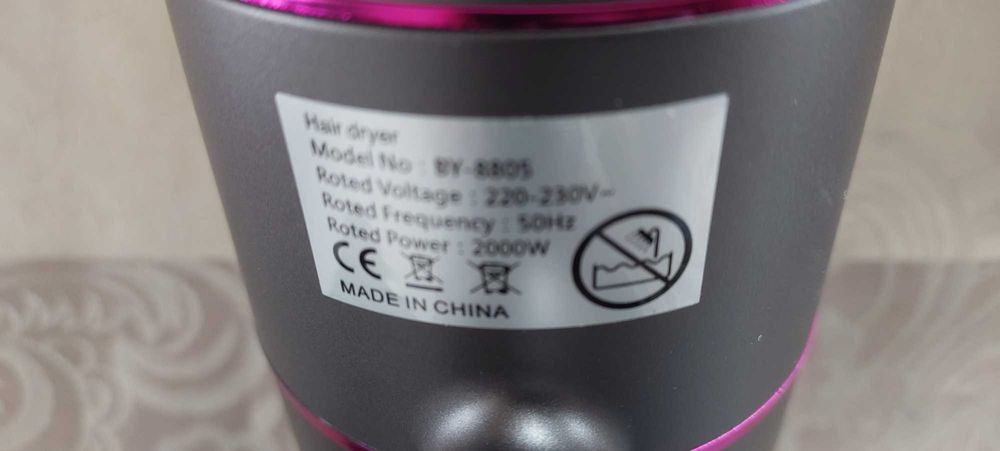 Hair dryer
Model No : BY-8805
Roted Voltage : 220-230V~
Roted Frequency : 50Hz
Roted Power : 2000W
CE
MADE IN CHINA